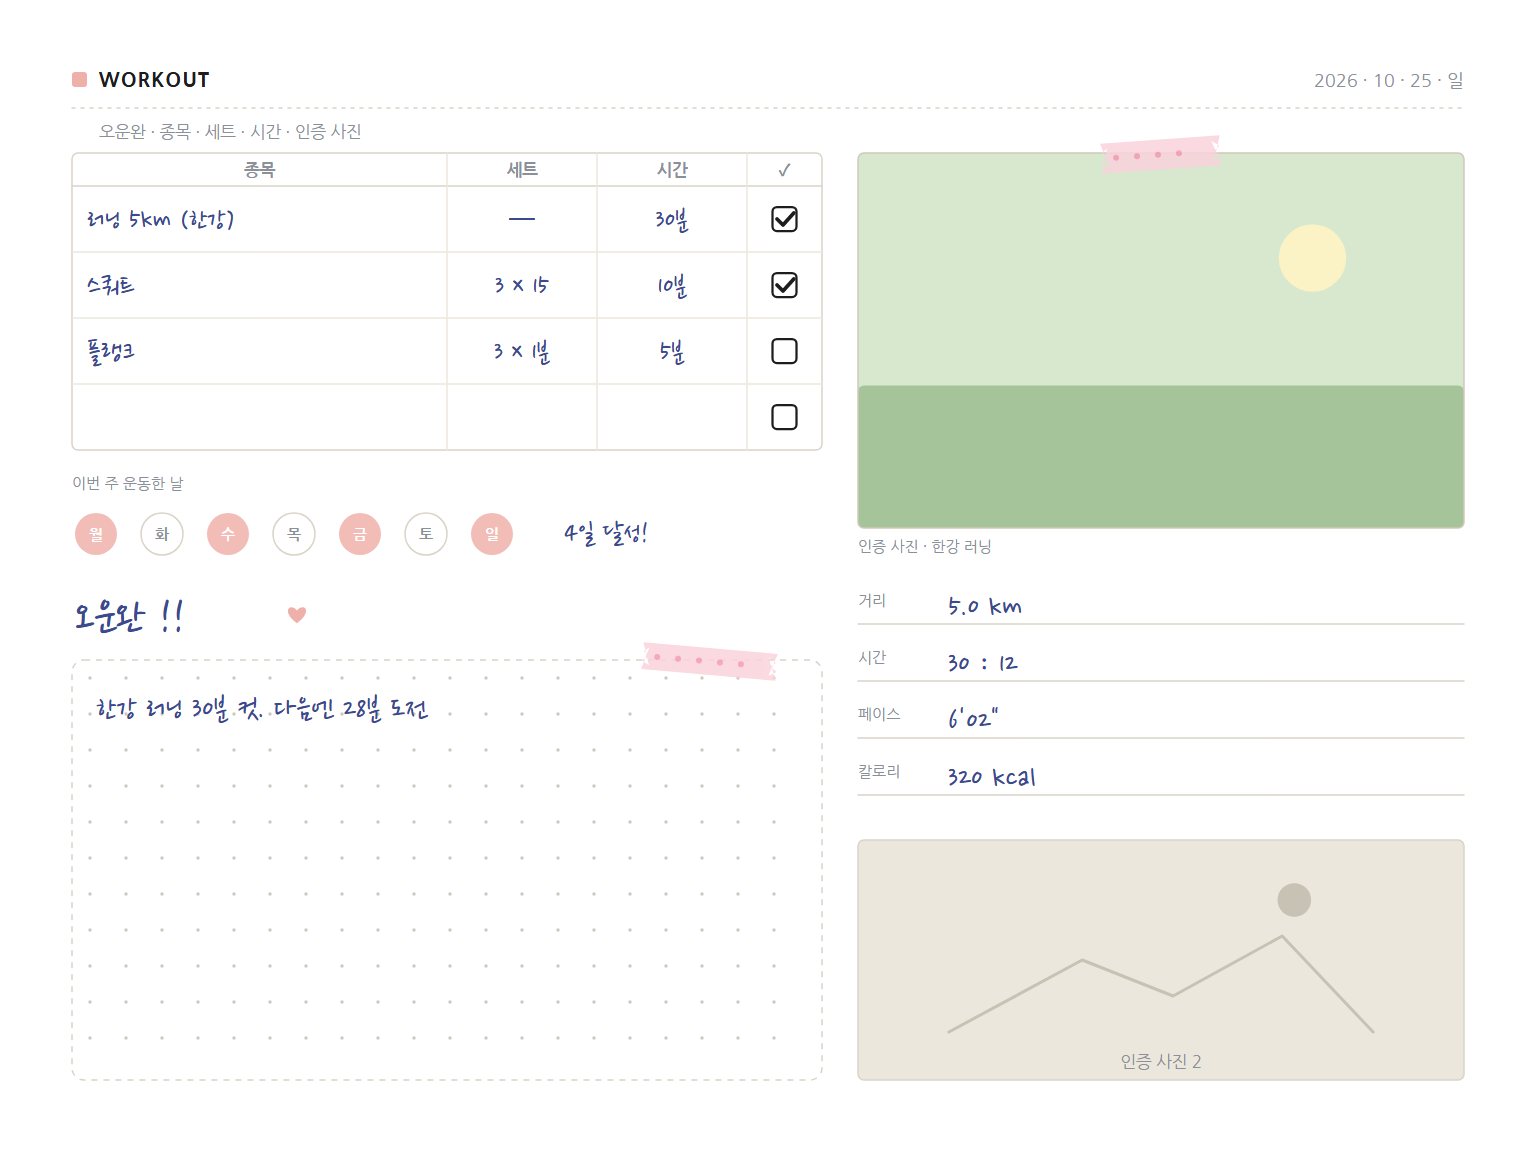 WORKOUT
2026 · 10 · 25 · 일
오운완 · 종목 · 세트 · 시간 · 인증 사진
종목 세트 시간 ✓
러닝 5km (한강) — 30분
스쿼트 3 x 15 10분
플랭크 3 x 1분 5분
이번 주 운동한 날
월 화 수 목 금 토 일 4일 달성!
오운완 !!
한강 러닝 30분 컷. 다음엔 28분 도전
인증 사진 · 한강 러닝
거리 5.0 km
시간 30 : 12
페이스 6'02"
칼로리 320 kcal
인증 사진 2